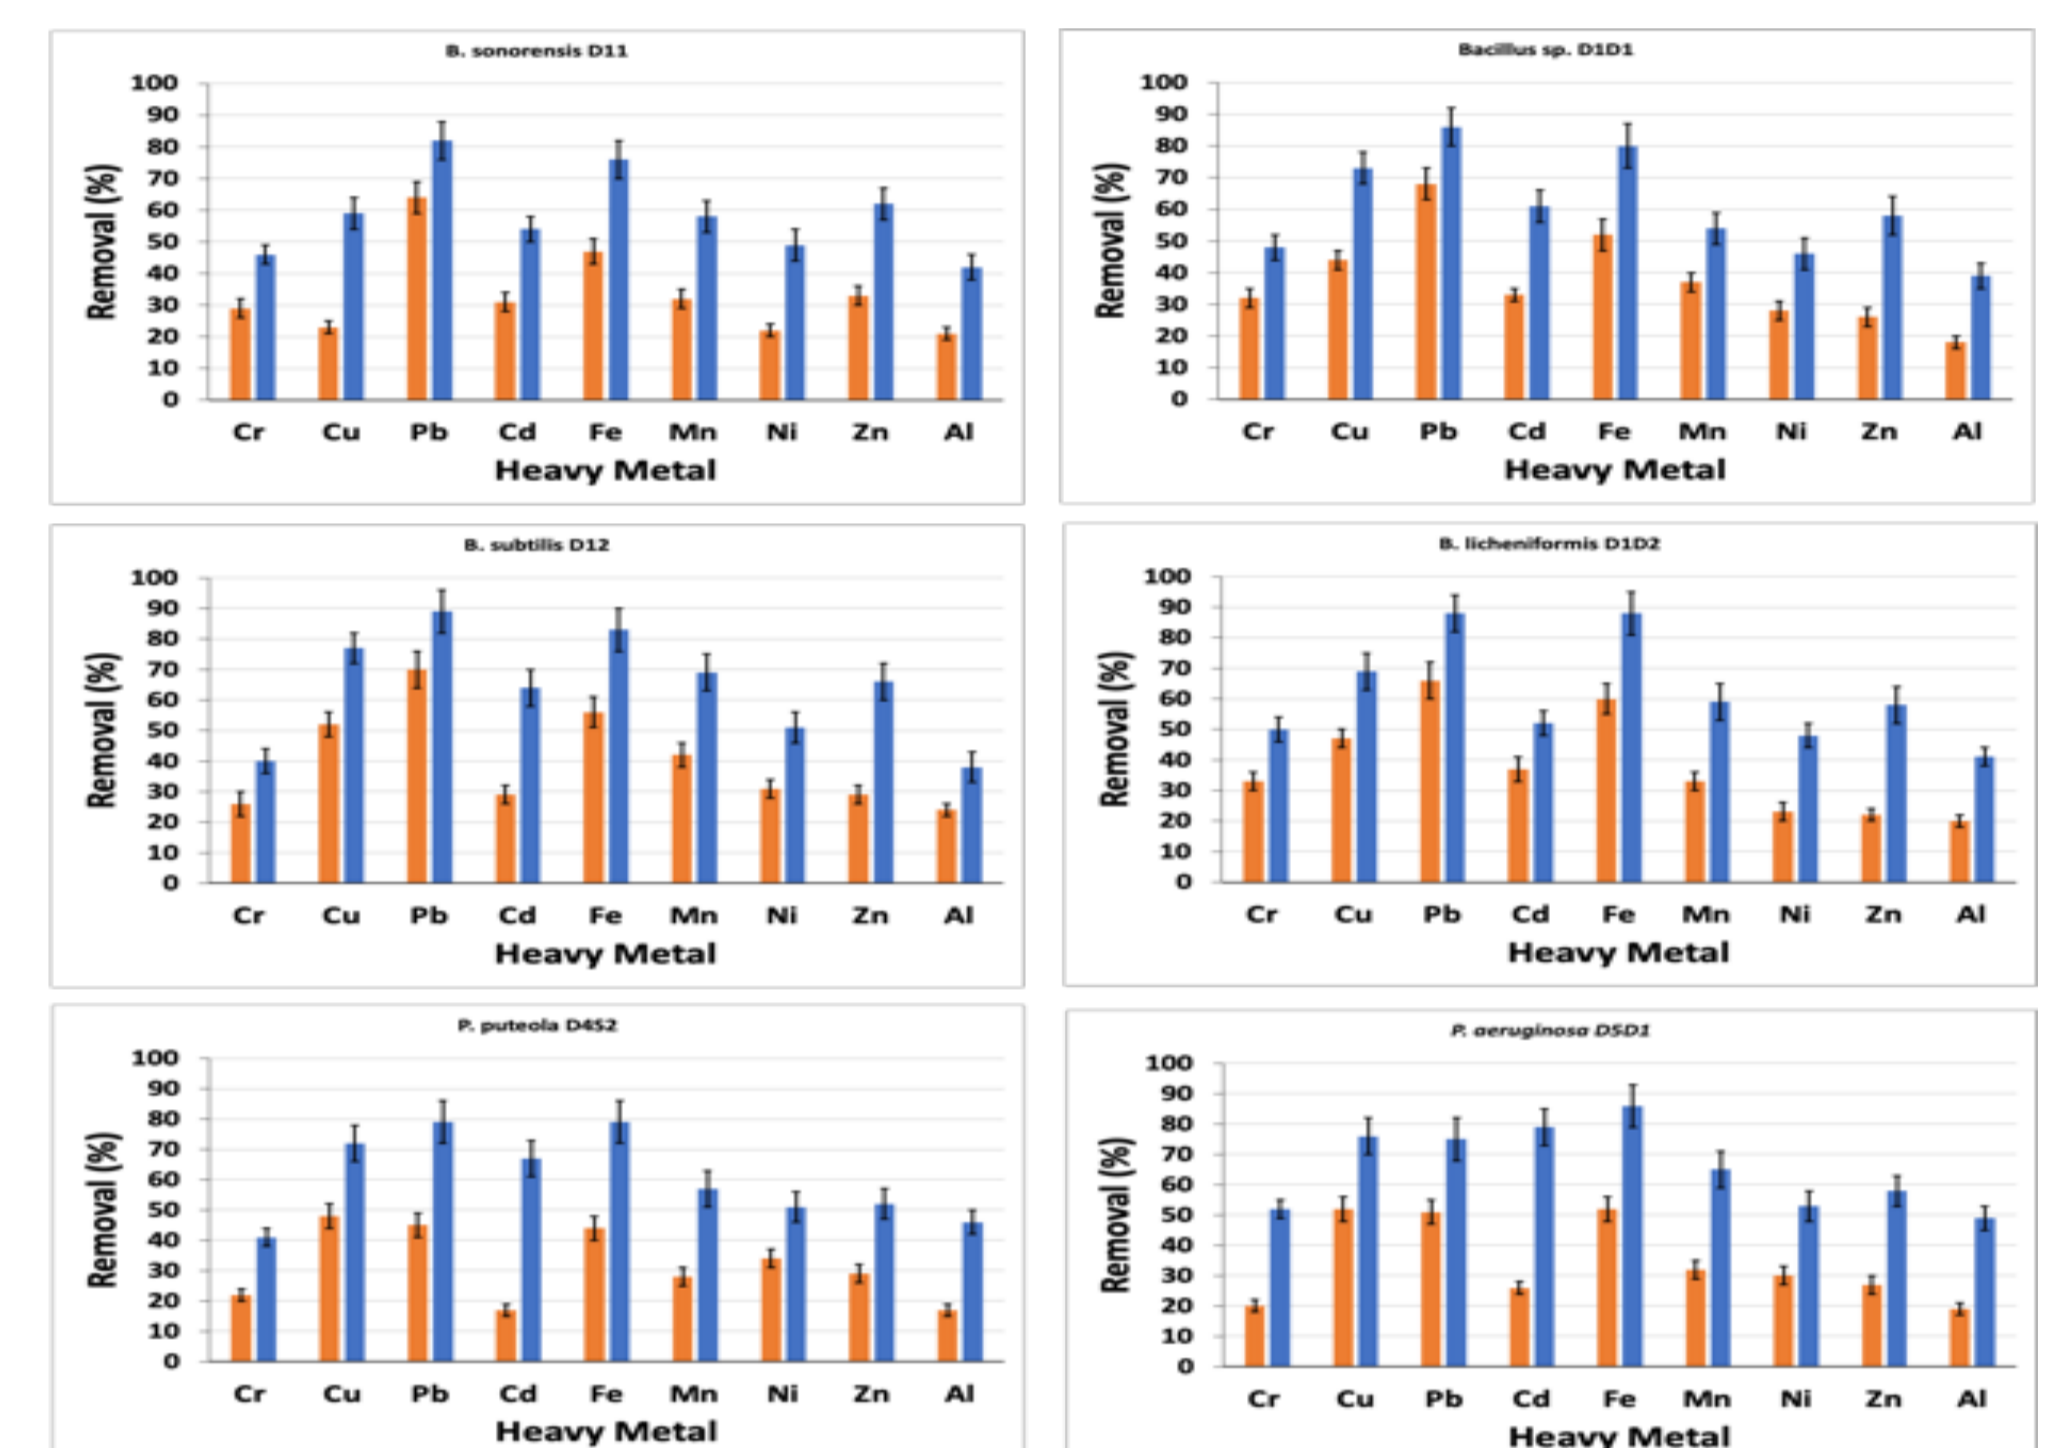 B. sonorensis D11
100
90
80
70
60
50
40
30
20
10
0
Removal (%)
Cr Cu Pb Cd Fe Mn Ni Zn Al
Heavy Metal
Bacillus sp. D1D1
100
90
80
70
60
50
40
30
20
10
0
Removal (%)
Cr Cu Pb Cd Fe Mn Ni Zn Al
Heavy Metal
B. subtilis D12
100
90
80
70
60
50
40
30
20
10
0
Removal (%)
Cr Cu Pb Cd Fe Mn Ni Zn Al
Heavy Metal
B. licheniformis D1D2
100
90
80
70
60
50
40
30
20
10
0
Removal (%)
Cr Cu Pb Cd Fe Mn Ni Zn Al
Heavy Metal
P. puteola D4S2
100
90
80
70
60
50
40
30
20
10
0
Removal (%)
Cr Cu Pb Cd Fe Mn Ni Zn Al
Heavy Metal
P. aeruginosa D5D1
100
90
80
70
60
50
40
30
20
10
0
Removal (%)
Cr Cu Pb Cd Fe Mn Ni Zn Al
Heavy Metal